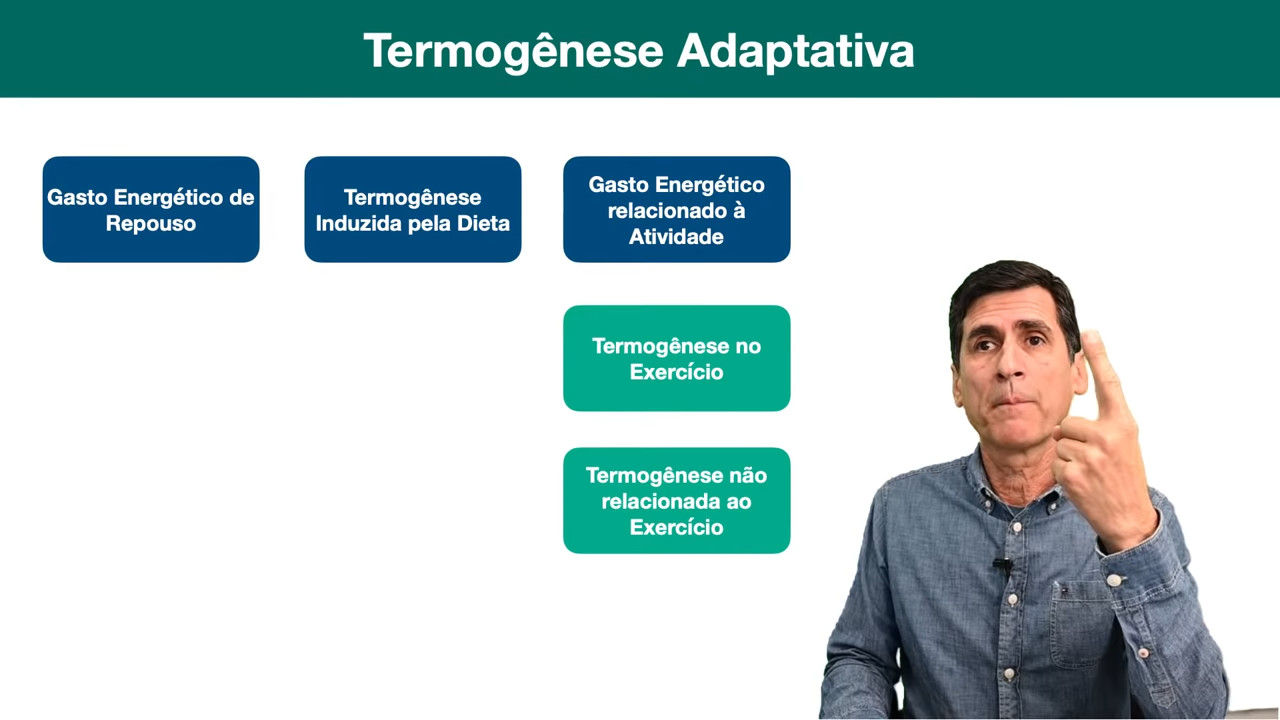 Termogênese Adaptativa
Gasto Energético de
Repouso
Termogênese
Induzida pela Dieta
Gasto Energético
relacionado à
Atividade
Termogênese no
Exercício
Termogênese não
relacionada ao
Exercício